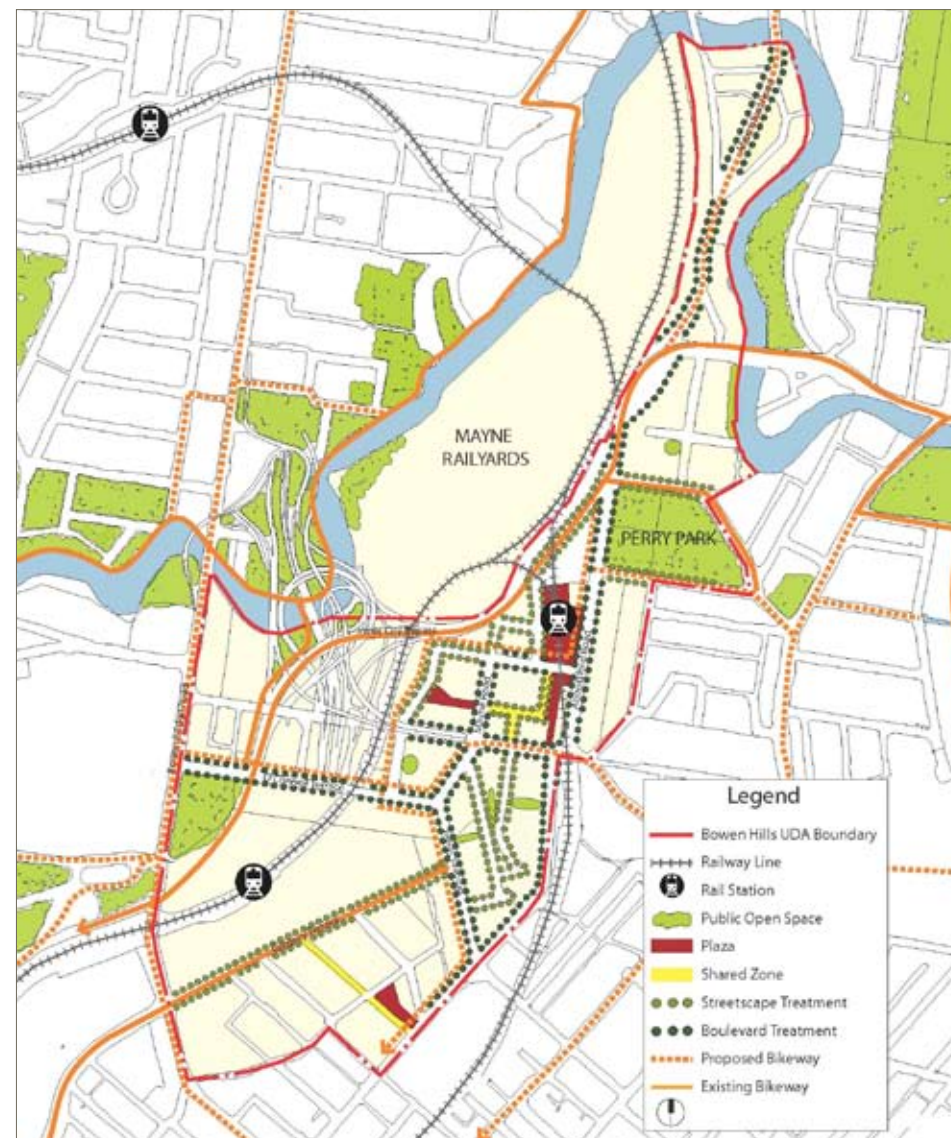 MAYNE
RAILYARDS
PERRY PARK
Legend
Bowen Hills UDA Boundary
Railway Line
Rail Station
Public Open Space
Plaza
Shared Zone
Streetscape Treatment
Boulevard Treatment
Proposed Bikeway
Existing Bikeway